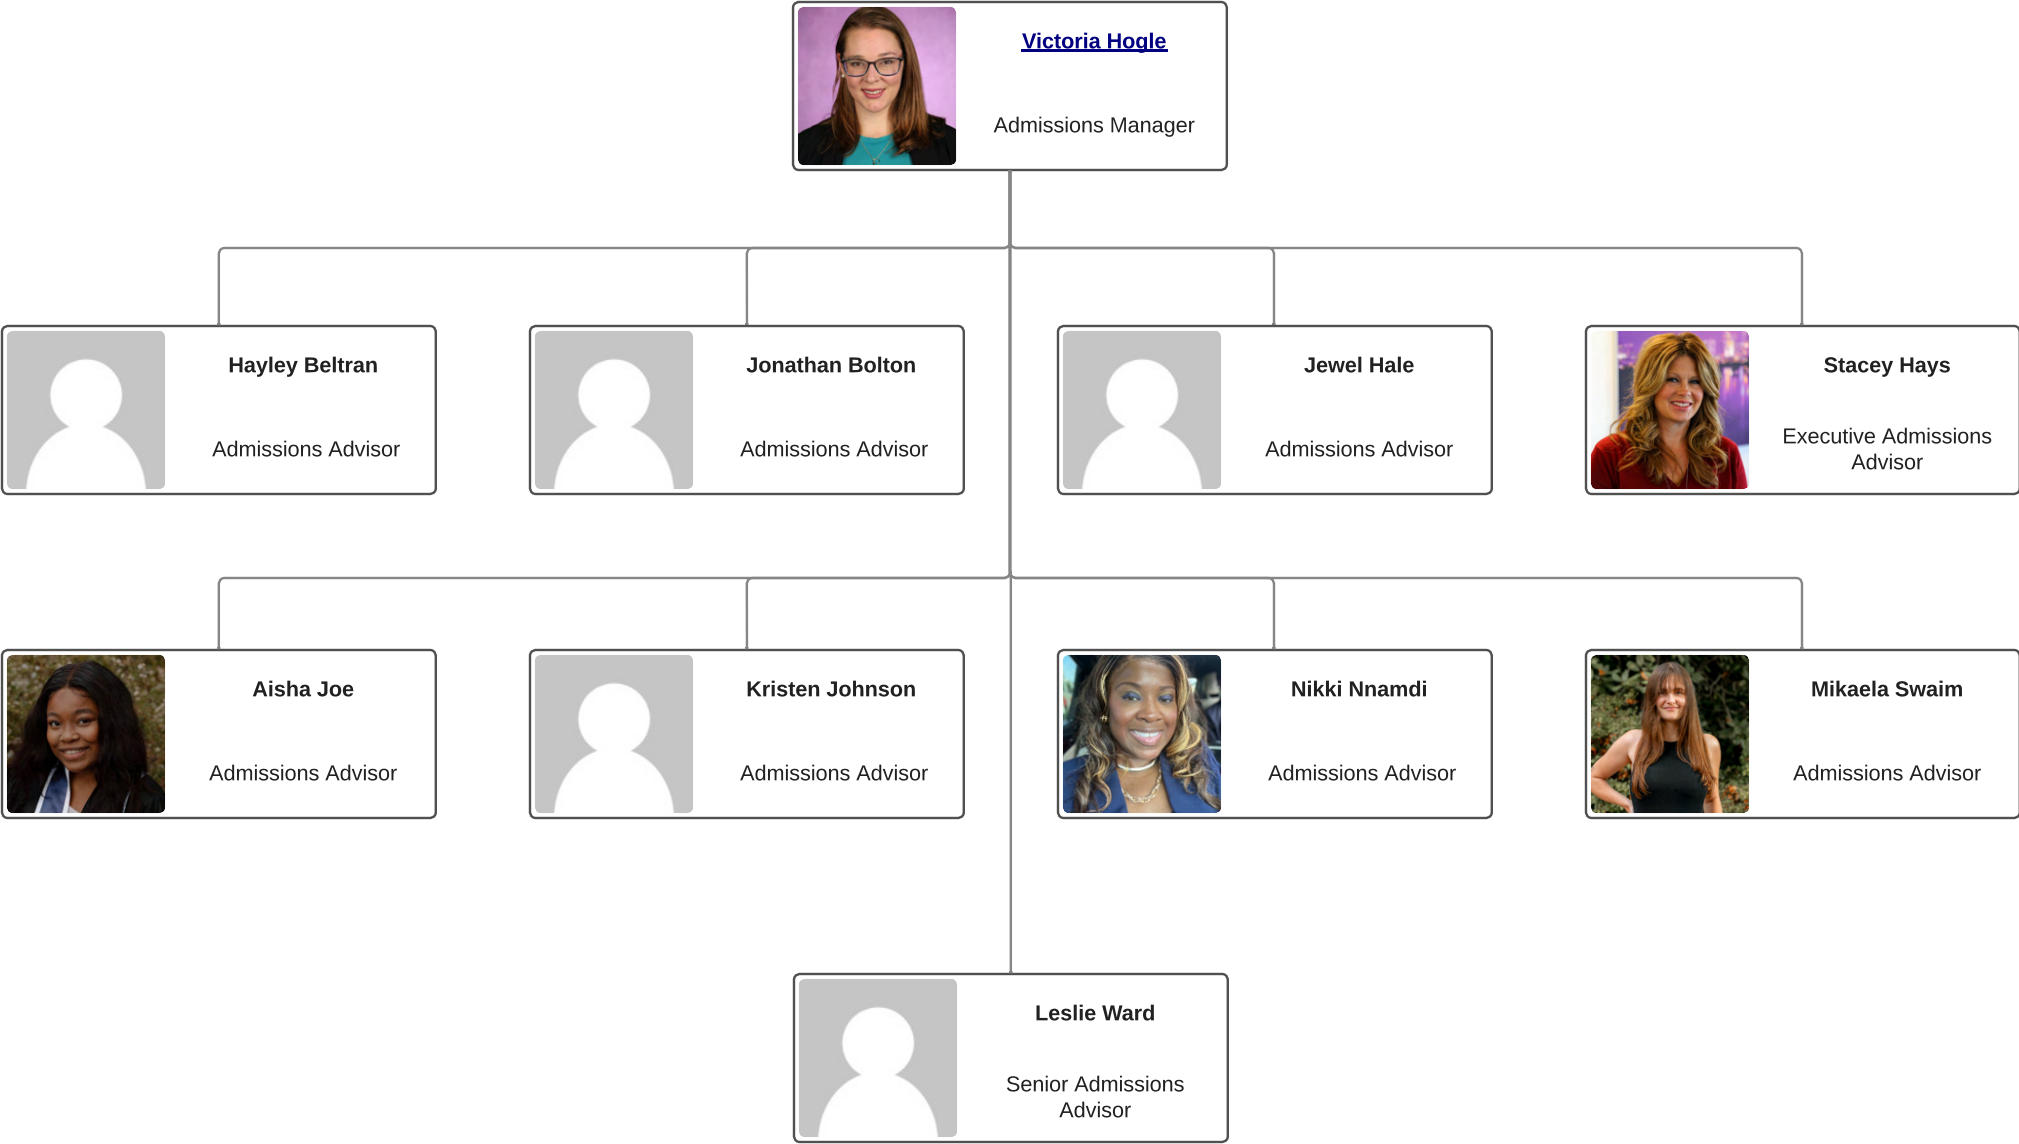 Victoria Hogle
Admissions Manager
Hayley Beltran
Admissions Advisor
Jonathan Bolton
Admissions Advisor
Jewel Hale
Admissions Advisor
Stacey Hays
Executive Admissions
Advisor
Aisha Joe
Admissions Advisor
Kristen Johnson
Admissions Advisor
Nikki Nnamdi
Admissions Advisor
Mikaela Swaim
Admissions Advisor
Leslie Ward
Senior Admissions
Advisor